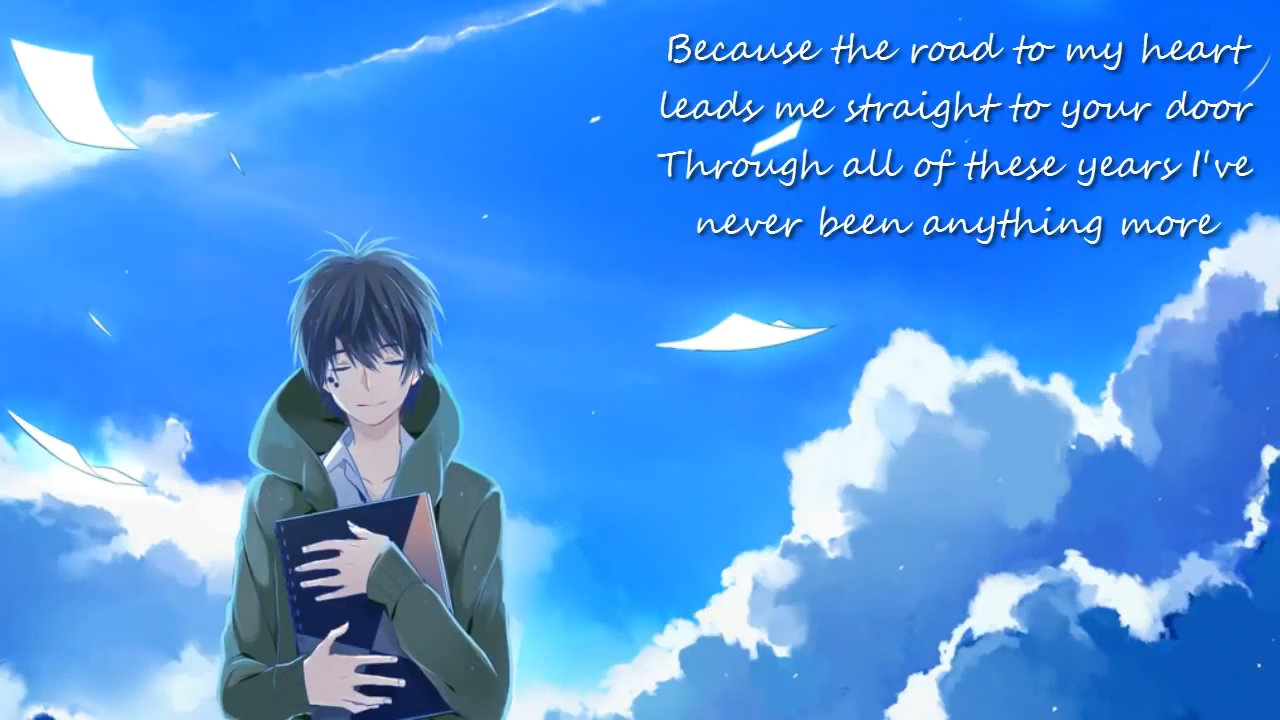 Because the road to my heart
leads me straight to your door
Through all of these years I've
never been anything more